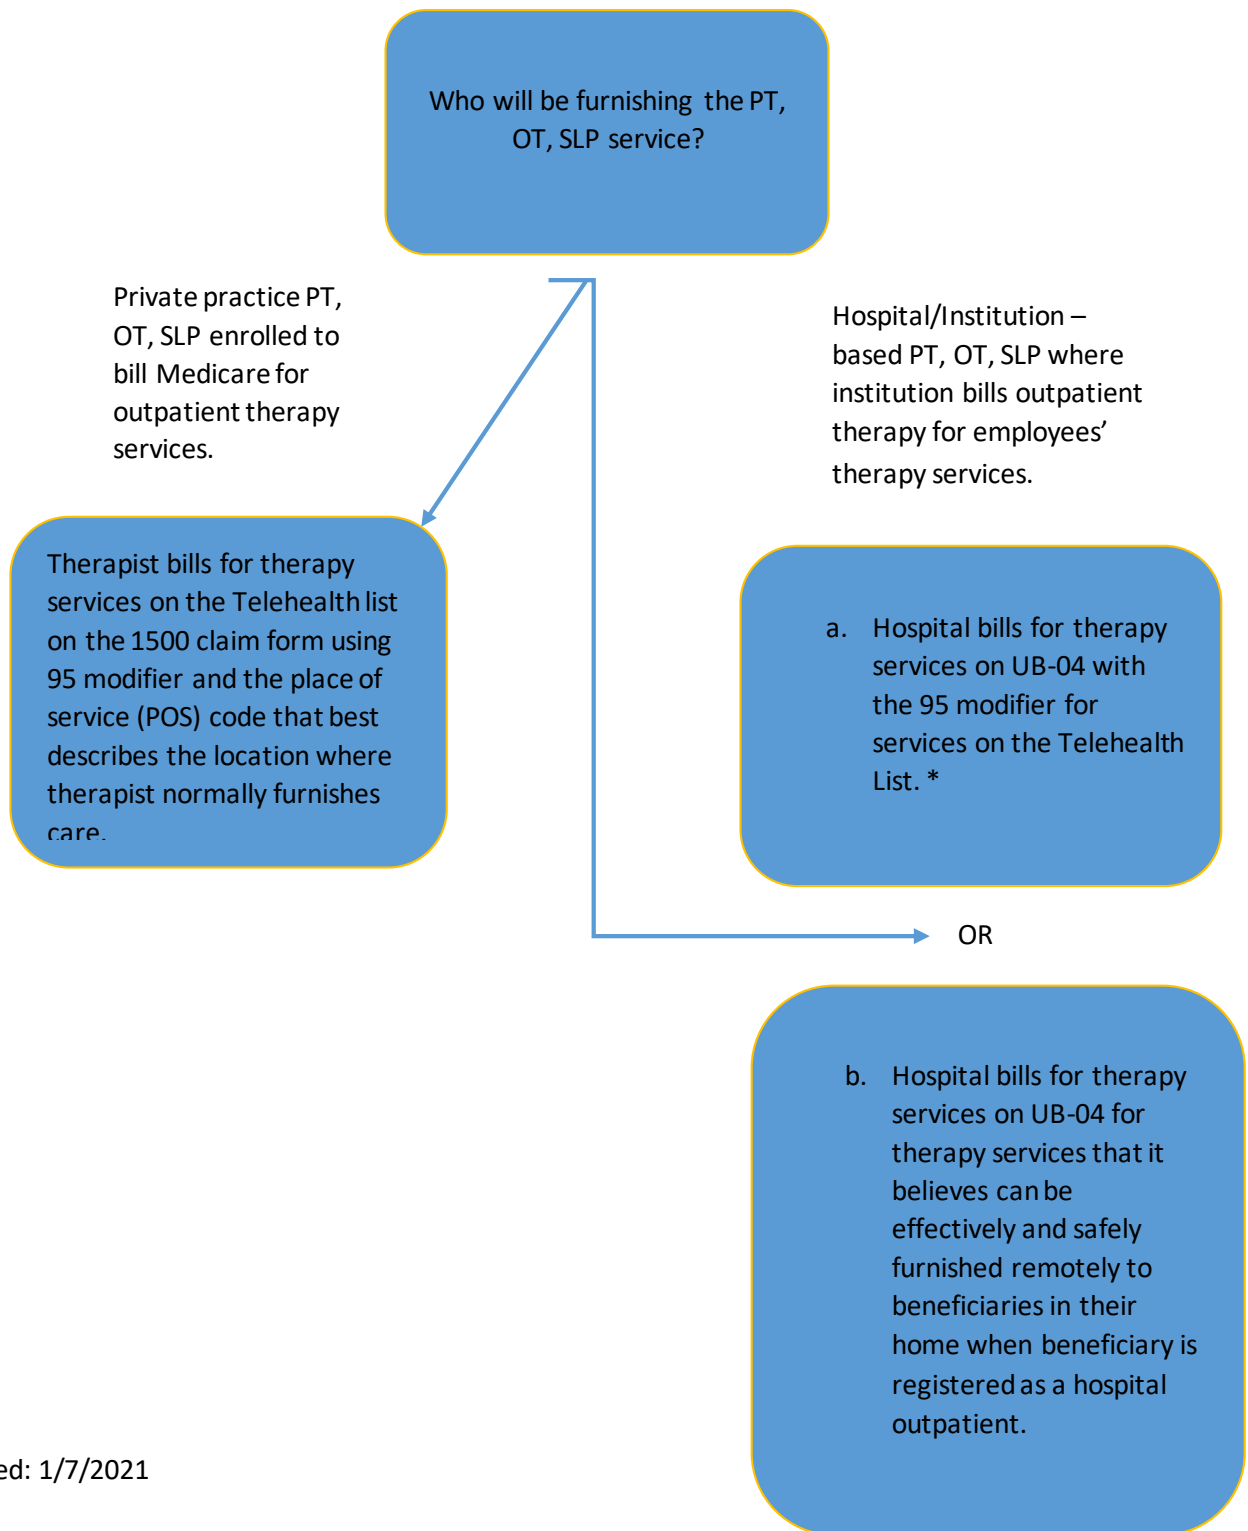 Who will be furnishing the PT,
OT, SLP service?
Private practice PT,
OT, SLP enrolled to
bill Medicare for
outpatient therapy
services.
Hospital/Institution –
based PT, OT, SLP where
institution bills outpatient
therapy for employees’
therapy services.
Therapist bills for therapy
services on the Telehealth list
on the 1500 claim form using
95 modifier and the place of
service (POS) code that best
describes the location where
therapist normally furnishes
care.
a. Hospital bills for therapy
services on UB-04 with
the 95 modifier for
services on the Telehealth
List. *
OR
b. Hospital bills for therapy
services on UB-04 for
therapy services that it
believes can be
effectively and safely
furnished remotely to
beneficiaries in their
home when beneficiary is
registered as a hospital
outpatient.
ed: 1/7/2021